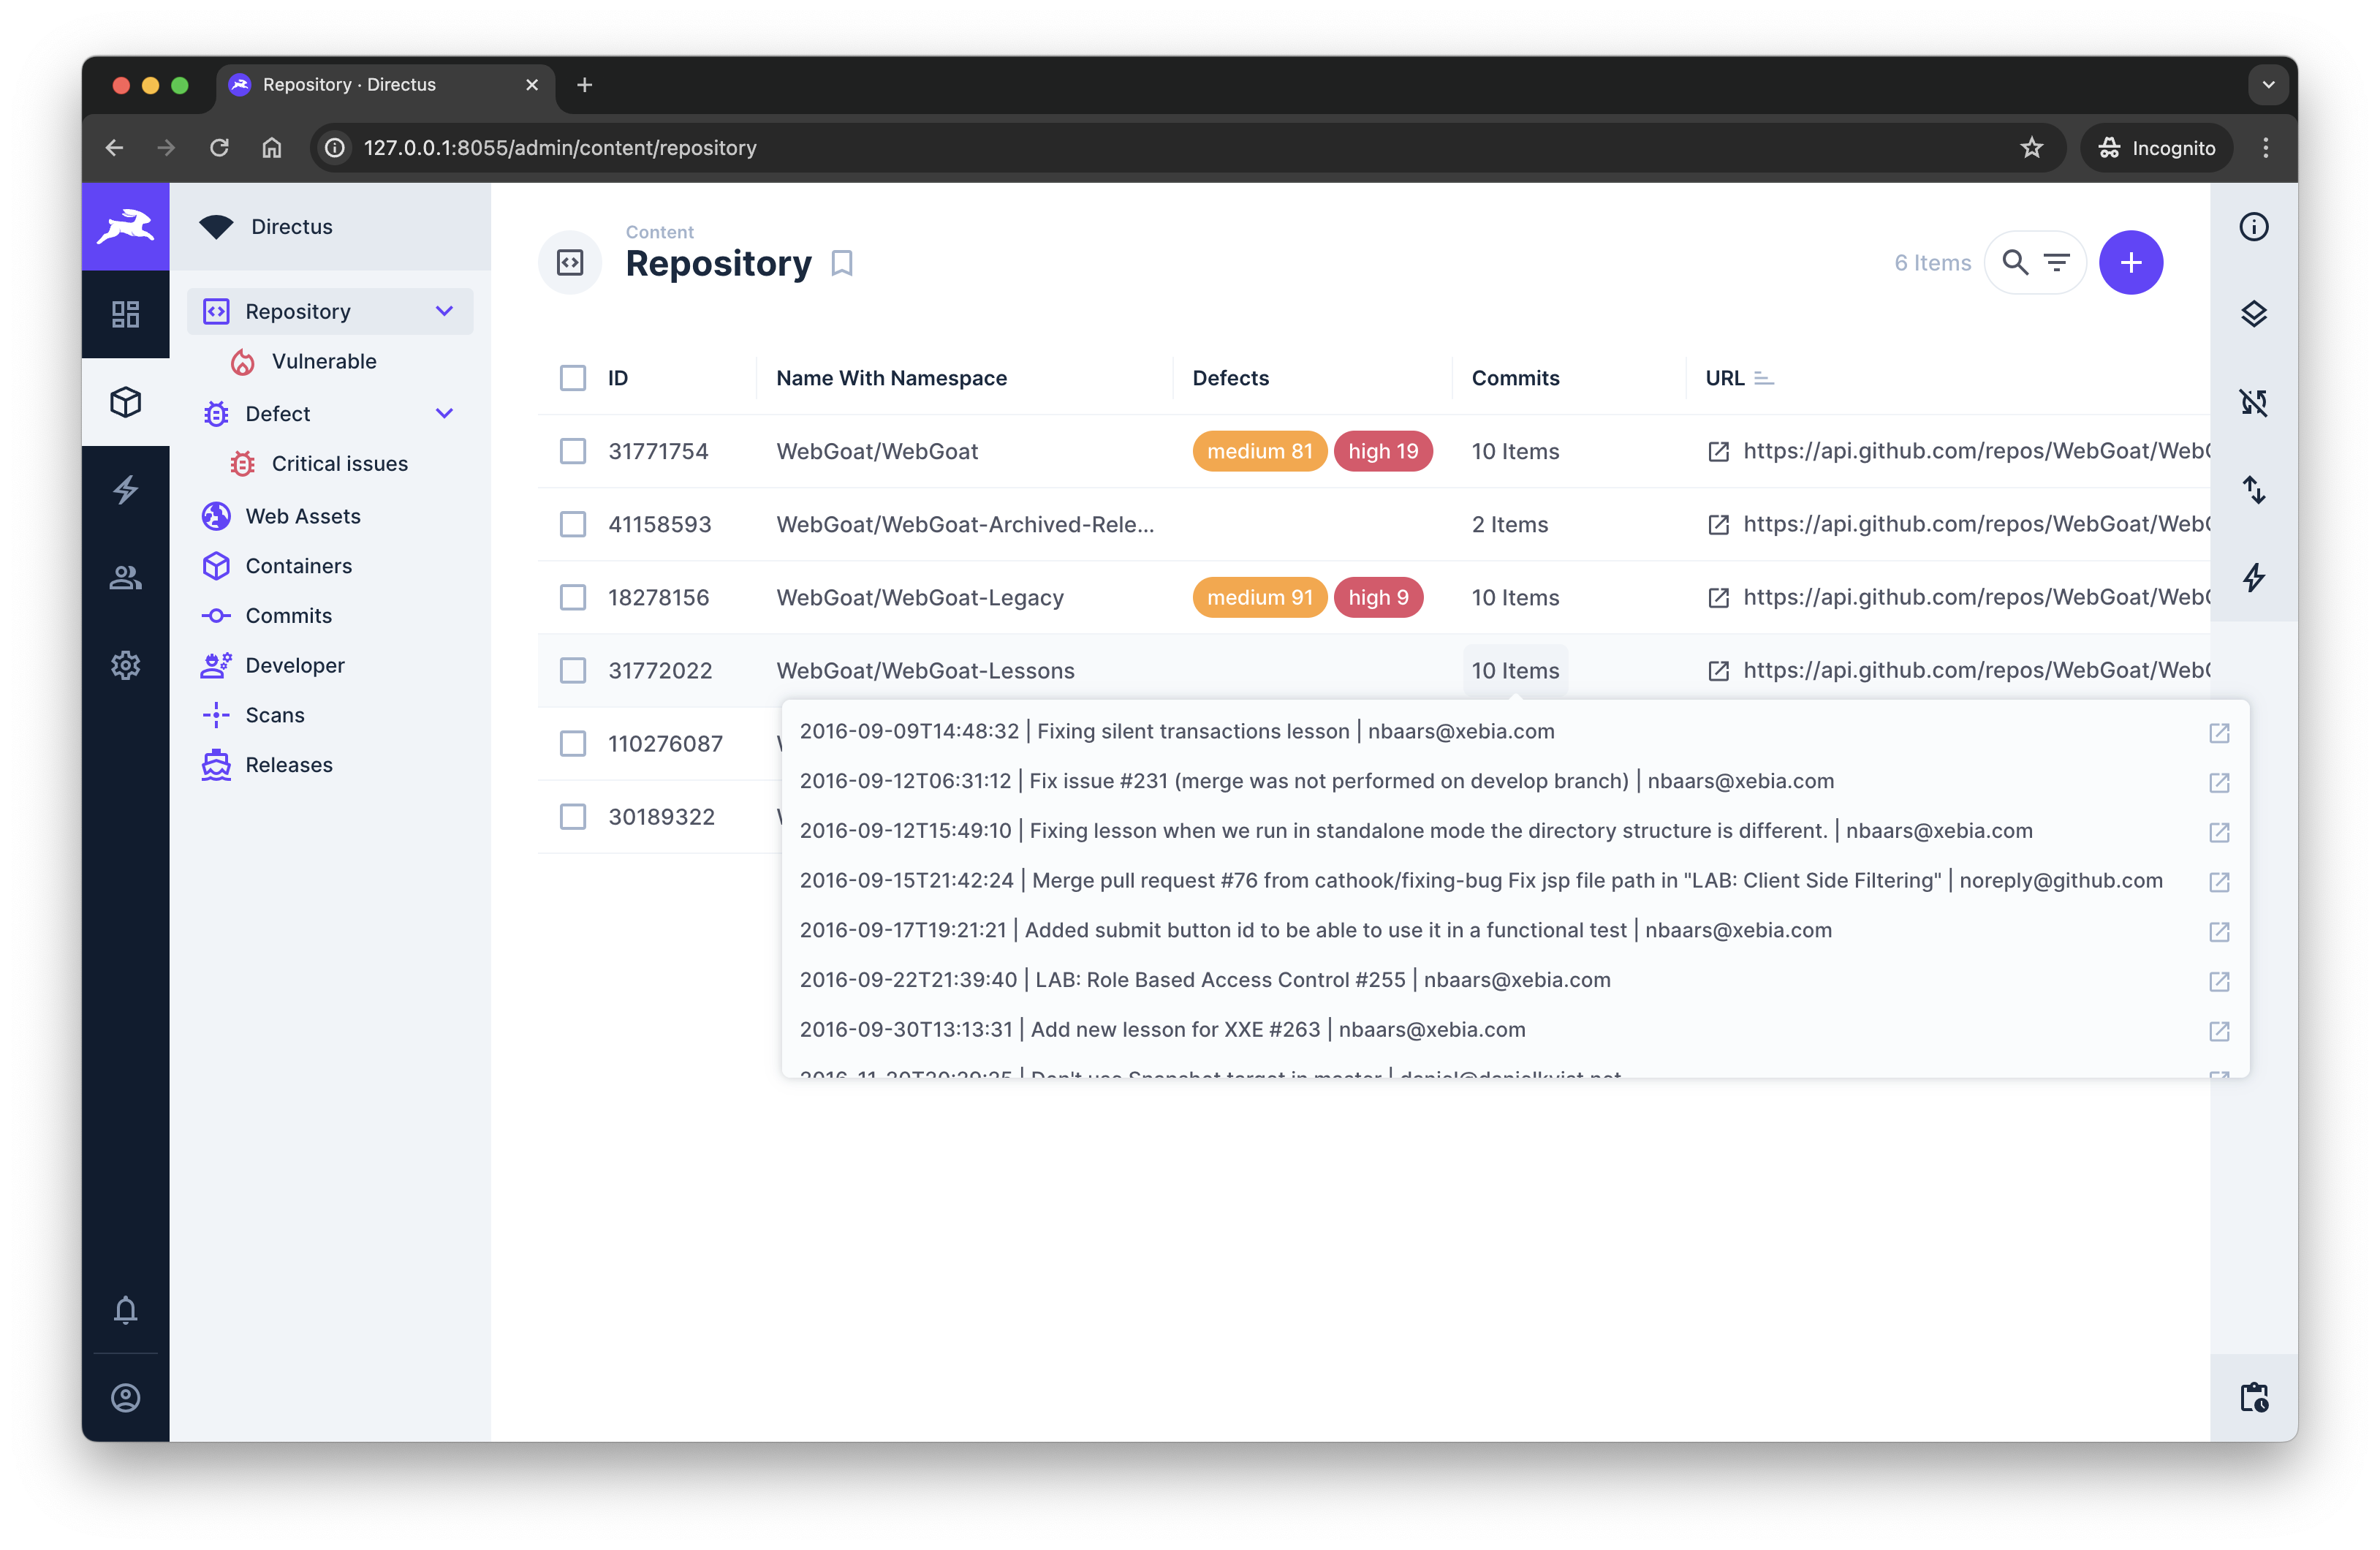 Repository · Directus
127.0.0.1:8055/admin/content/repository
Incognito
Directus
Repository
Vulnerable
Defect
Critical issues
Web Assets
Containers
Commits
Developer
Scans
Releases
Content
Repository
6 Items
ID Name With Namespace Defects Commits URL
31771754 WebGoat/WebGoat medium 81 high 19 10 Items https://api.github.com/repos/WebGoat/Web
41158593 WebGoat/WebGoat-Archived-Rele... 2 Items https://api.github.com/repos/WebGoat/Web
18278156 WebGoat/WebGoat-Legacy medium 91 high 9 10 Items https://api.github.com/repos/WebGoat/Web
31772022 WebGoat/WebGoat-Lessons 10 Items https://api.github.com/repos/WebGoat/Web
110276087
30189322
2016-09-09T14:48:32 | Fixing silent transactions lesson | nbaars@xebia.com
2016-09-12T06:31:12 | Fix issue #231 (merge was not performed on develop branch) | nbaars@xebia.com
2016-09-12T15:49:10 | Fixing lesson when we run in standalone mode the directory structure is different. | nbaars@xebia.com
2016-09-15T21:42:24 | Merge pull request #76 from cathook/fixing-bug Fix jsp file path in "LAB: Client Side Filtering" | noreply@github.com
2016-09-17T19:21:21 | Added submit button id to be able to use it in a functional test | nbaars@xebia.com
2016-09-22T21:39:40 | LAB: Role Based Access Control #255 | nbaars@xebia.com
2016-09-30T13:13:31 | Add new lesson for XXE #263 | nbaars@xebia.com
| Don't use Snapshot target in master |